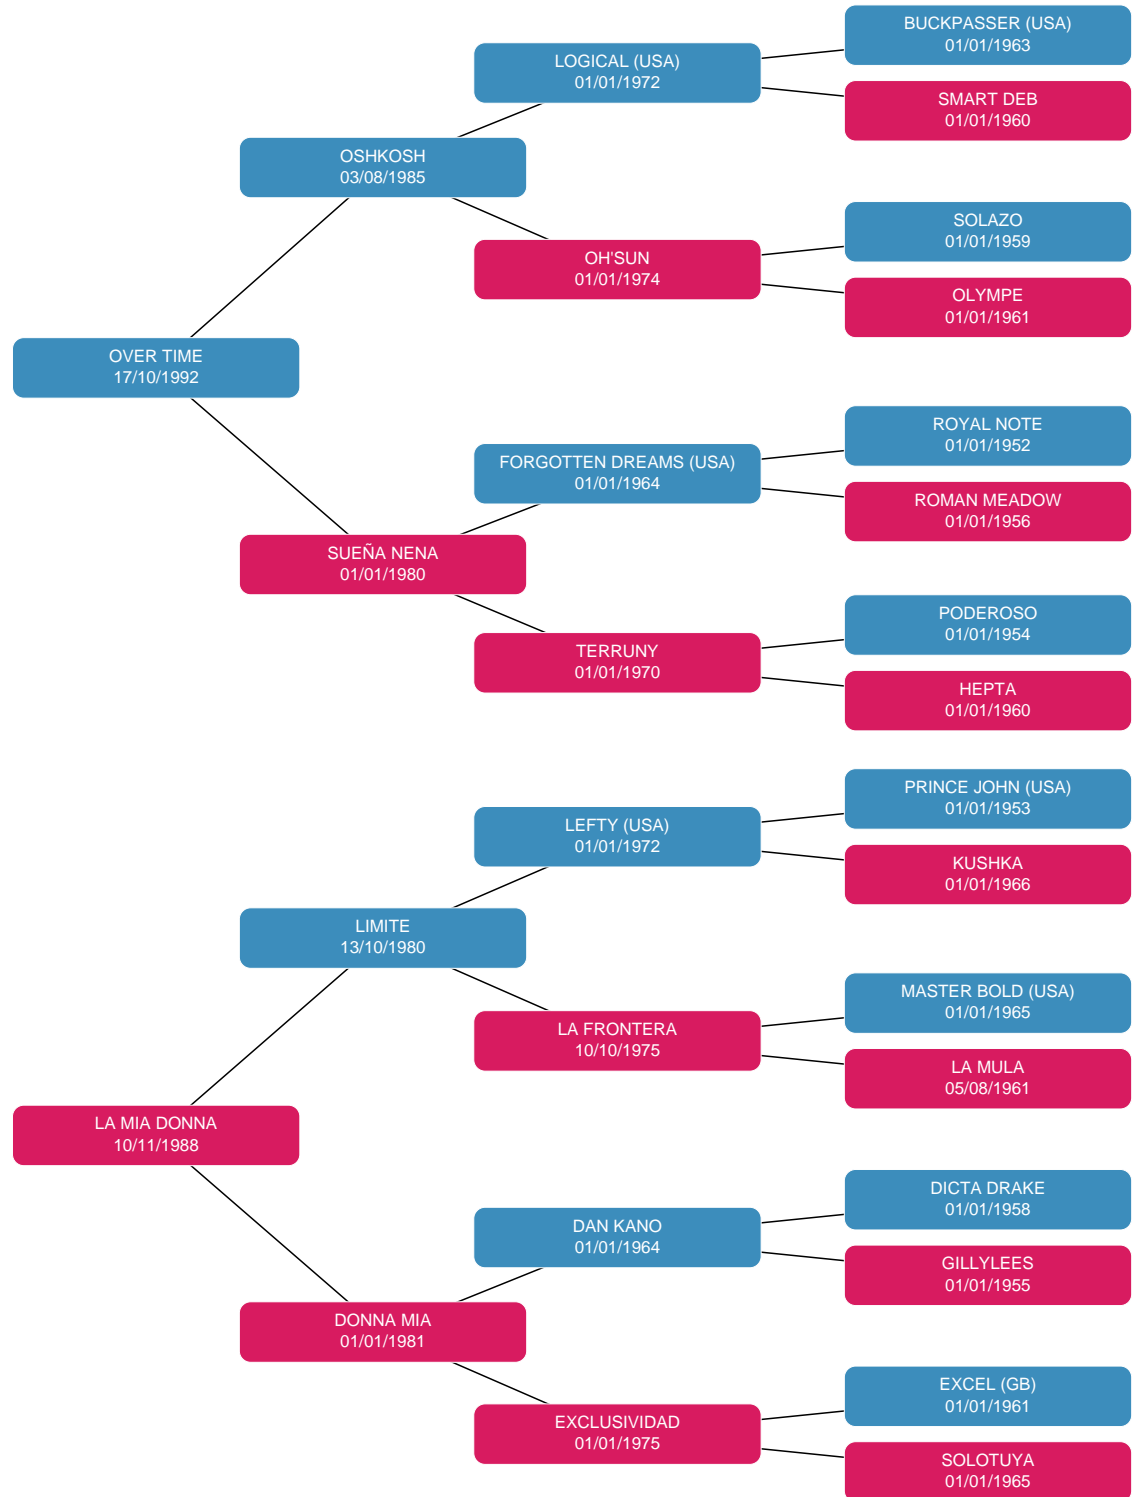 BUCKPASSER (USA)
01/01/1963
LOGICAL (USA)
01/01/1972
SMART DEB
01/01/1960
OSHKOSH
03/08/1985
SOLAZO
01/01/1959
OH'SUN
01/01/1974
OLYMPE
01/01/1961
OVER TIME
17/10/1992
ROYAL NOTE
01/01/1952
FORGOTTEN DREAMS (USA)
01/01/1964
ROMAN MEADOW
01/01/1956
SUEÑA NENA
01/01/1980
PODEROSO
01/01/1954
TERRUNY
01/01/1970
HEPTA
01/01/1960
PRINCE JOHN (USA)
01/01/1953
LEFTY (USA)
01/01/1972
KUSHKA
01/01/1966
LIMITE
13/10/1980
MASTER BOLD (USA)
01/01/1965
LA FRONTERA
10/10/1975
LA MULA
05/08/1961
LA MIA DONNA
10/11/1988
DICTA DRAKE
01/01/1958
DAN KANO
01/01/1964
GILLYLEES
01/01/1955
DONNA MIA
01/01/1981
EXCEL (GB)
01/01/1961
EXCLUSIVIDAD
01/01/1975
SOLOTUYA
01/01/1965